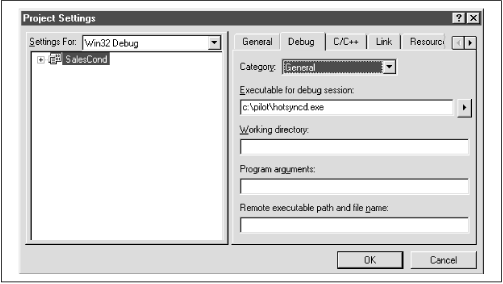 Project Settings
Settings For: Win32 Debug
SalesCond
General Debug C/C++ Link Resourc
Category: General
Executable for debug session:
c:\pilot\hotsyncd.exe
Working directory:
Program arguments:
Remote executable path and file name:
OK Cancel